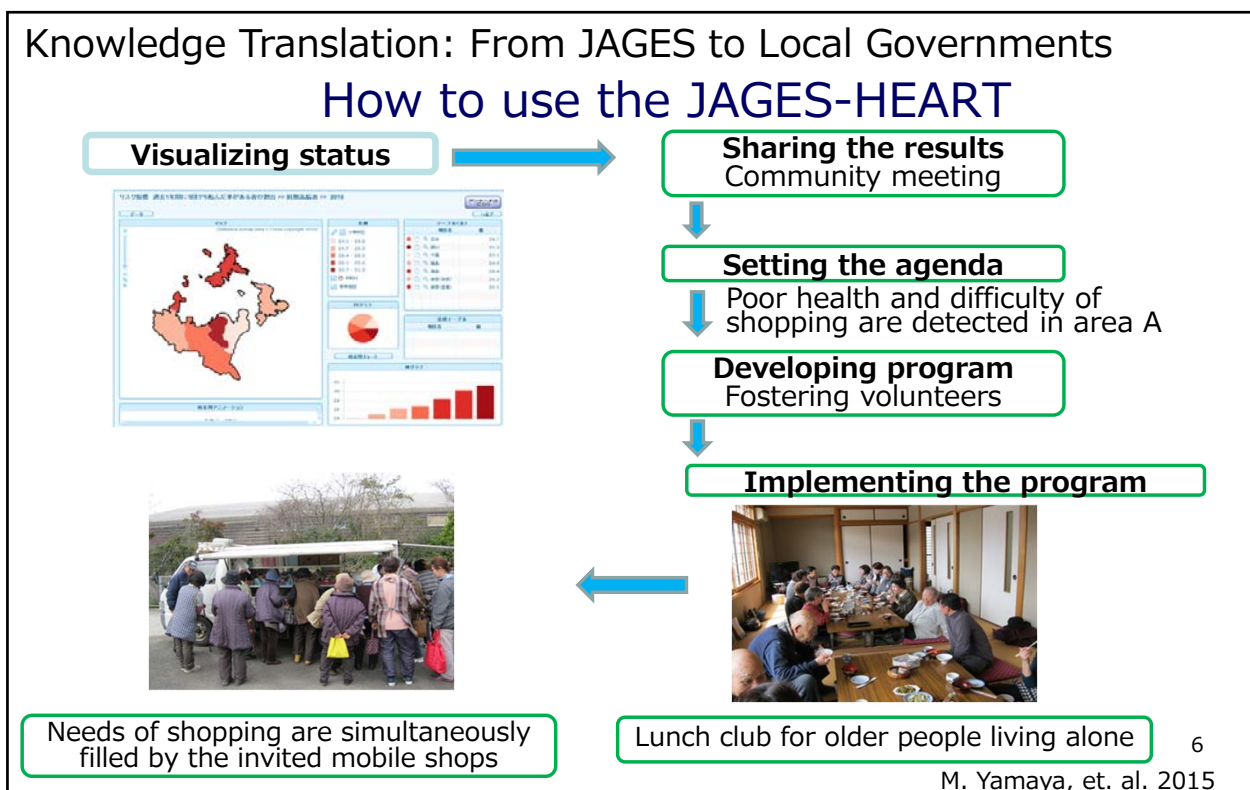 Knowledge Translation: From JAGES to Local Governments
How to use the JAGES-HEART
Visualizing status
Sharing the results
Community meeting
Setting the agenda
Poor health and difficulty of
shopping are detected in area A
Developing program
Fostering volunteers
Implementing the program
Needs of shopping are simultaneously
filled by the invited mobile shops
Lunch club for older people living alone
6
M. Yamaya, et. al. 2015